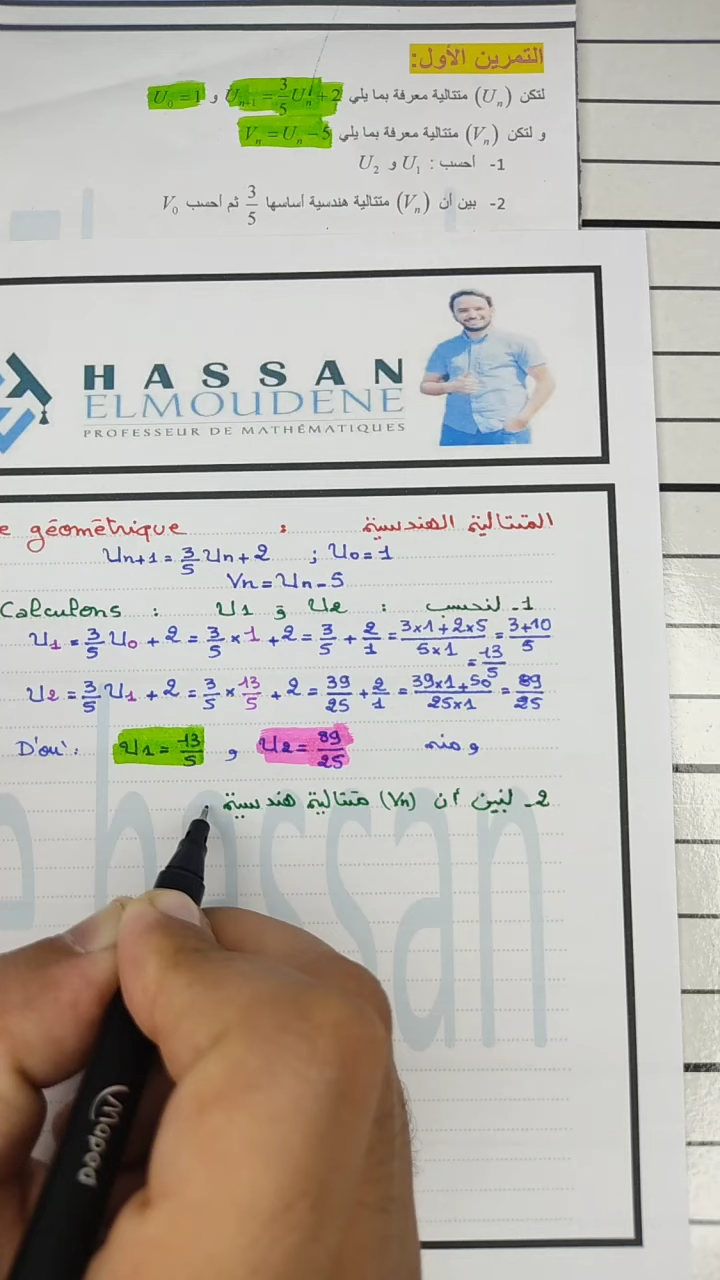 التمرين الأول:
لتكن (Uₙ) متتالية معرفة بما يلي Uₙ₊₁ = 3/5 Uₙ + 2 و U₀ = 1
و لتكن (Vₙ) متتالية معرفة بما يلي Vₙ = Uₙ − 5
1- أحسب : U₁ و U₂
2- بين أن (Vₙ) متتالية هندسية أساسها 3/5 ثم أحسب V₀
HASSAN
ELMOUDENE
PROFESSEUR DE MATHÉMATIQUES
e géométrique : المتتالية الهندسية
Uₙ₊₁ = 3/5 Uₙ + 2 ; U₀ = 1
Vₙ = Uₙ - 5
Calculons : U₁ و U₂ : 1- لنحسب
U₁ = 3/5 U₀ + 2 = 3/5 × 1 + 2 = 3/5 + 2/1 = (3×1+2×5)/(5×1) = (3+10)/5
= 13/5
U₂ = 3/5 U₁ + 2 = 3/5 × 13/5 + 2 = 39/25 + 2/1 = (39×1+50)/(25×1) = 89/25
D'où : U₁ = 13/5 و U₂ = 89/25 و منه
2- لنبين أن (Vₙ) متتالية هندسية
hassan
Maped